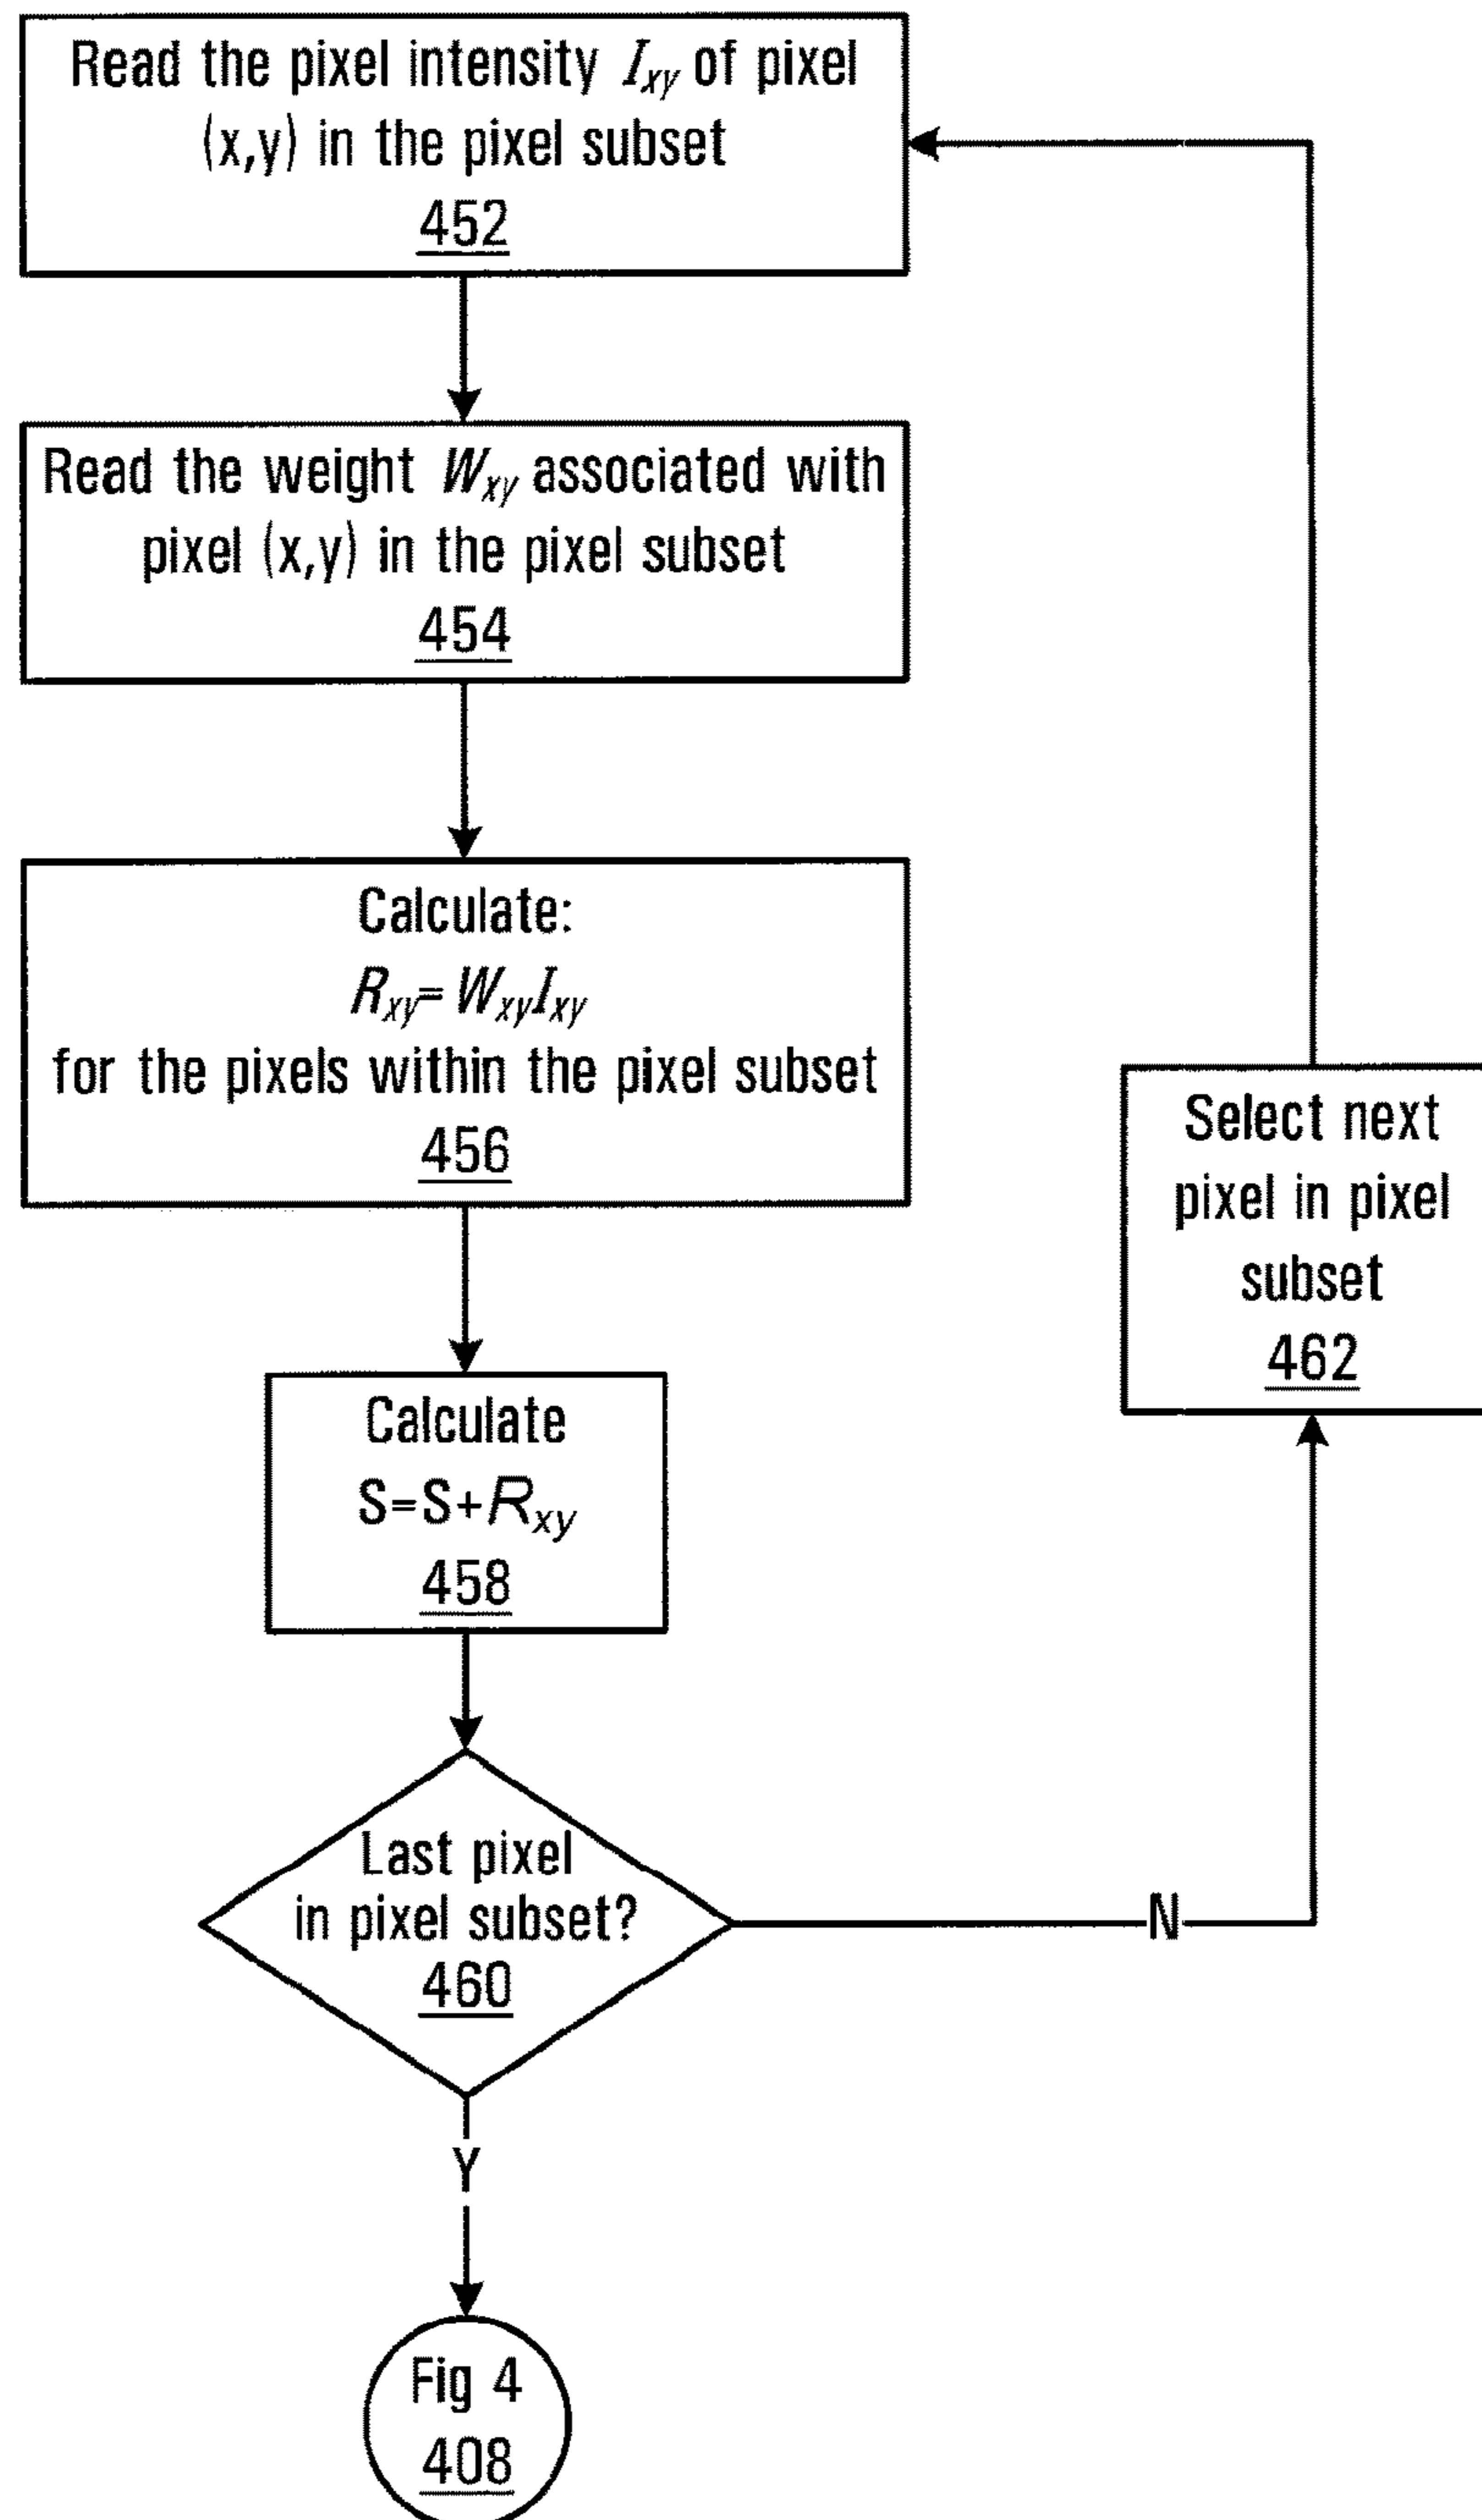 Read the pixel intensity Ixy of pixel
(x,y) in the pixel subset
452
Read the weight Wxy associated with
pixel (x,y) in the pixel subset
454
Calculate:
Rxy= WxyIxy
for the pixels within the pixel subset
456
Calculate
S=S+Rxy
458
Last pixel
in pixel subset?
460
N
Select next
pixel in pixel
subset
462
Y
Fig 4
408